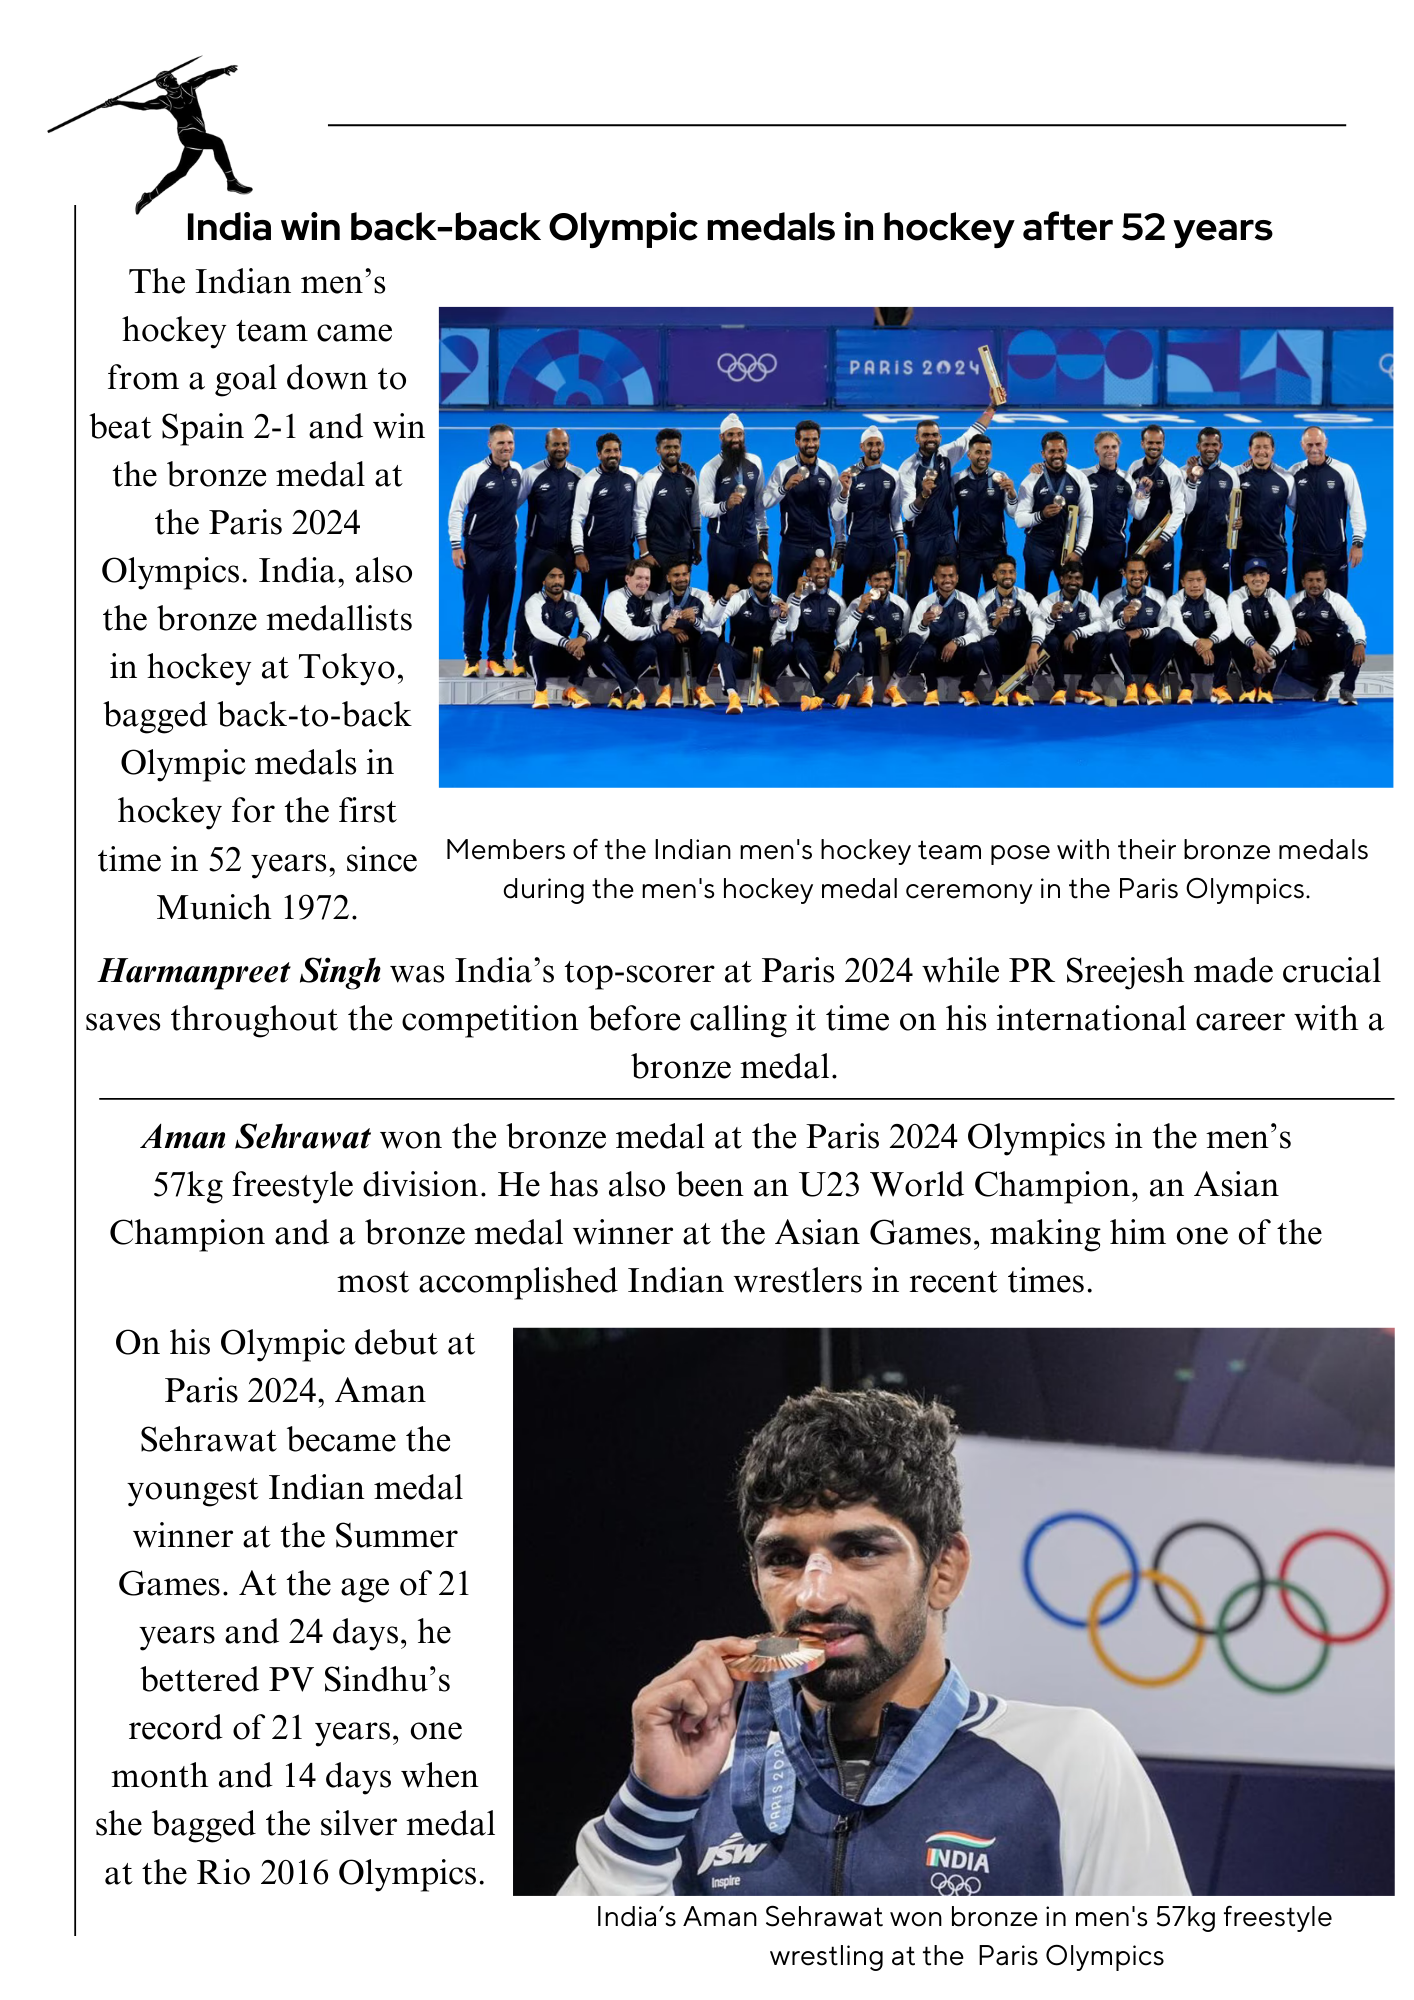 India win back-back Olympic medals in hockey after 52 years
The Indian men’s
hockey team came
from a goal down to
beat Spain 2-1 and win
the bronze medal at
the Paris 2024
Olympics. India, also
the bronze medallists
in hockey at Tokyo,
bagged back-to-back
Olympic medals in
hockey for the first
time in 52 years, since
Munich 1972.
PARIS 2024
PARIS
Members of the Indian men's hockey team pose with their bronze medals
during the men's hockey medal ceremony in the Paris Olympics.
Harmanpreet Singh was India’s top-scorer at Paris 2024 while PR Sreejesh made crucial
saves throughout the competition before calling it time on his international career with a
bronze medal.
Aman Sehrawat won the bronze medal at the Paris 2024 Olympics in the men’s
57kg freestyle division. He has also been an U23 World Champion, an Asian
Champion and a bronze medal winner at the Asian Games, making him one of the
most accomplished Indian wrestlers in recent times.
On his Olympic debut at
Paris 2024, Aman
Sehrawat became the
youngest Indian medal
winner at the Summer
Games. At the age of 21
years and 24 days, he
bettered PV Sindhu’s
record of 21 years, one
month and 14 days when
she bagged the silver medal
at the Rio 2016 Olympics.
PARIS 202
JSW
Inspire
INDIA
India’s Aman Sehrawat won bronze in men's 57kg freestyle
wrestling at the Paris Olympics